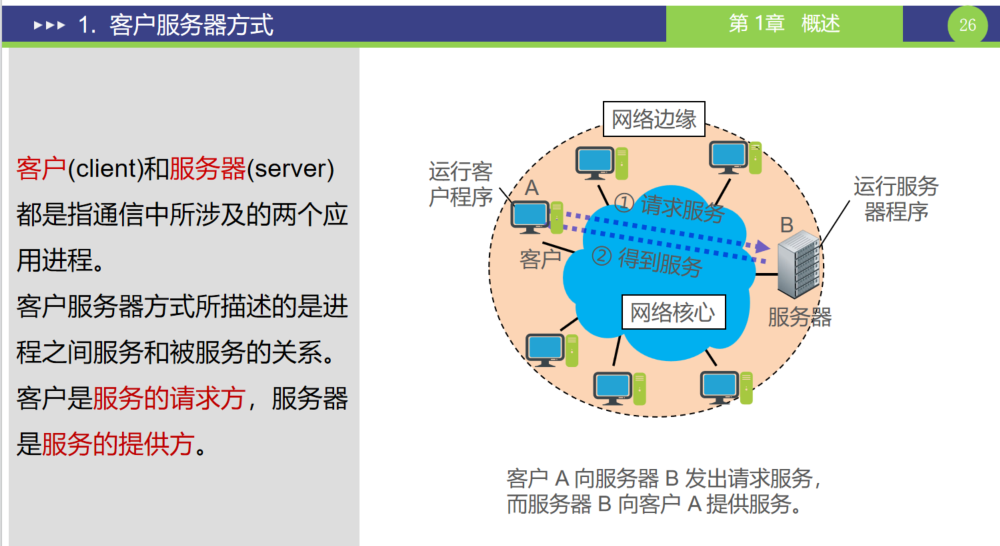 1. 客户服务器方式
第 1章 概述
26
客户(client)和服务器(server)
都是指通信中所涉及的两个应
用进程。
客户服务器方式所描述的是进
程之间服务和被服务的关系。
客户是服务的请求方，服务器
是服务的提供方。
网络边缘
运行客
户程序
A
① 请求服务
运行服务
器程序
B
客户
② 得到服务
网络核心
服务器
客户 A 向服务器 B 发出请求服务，
而服务器 B 向客户 A 提供服务。